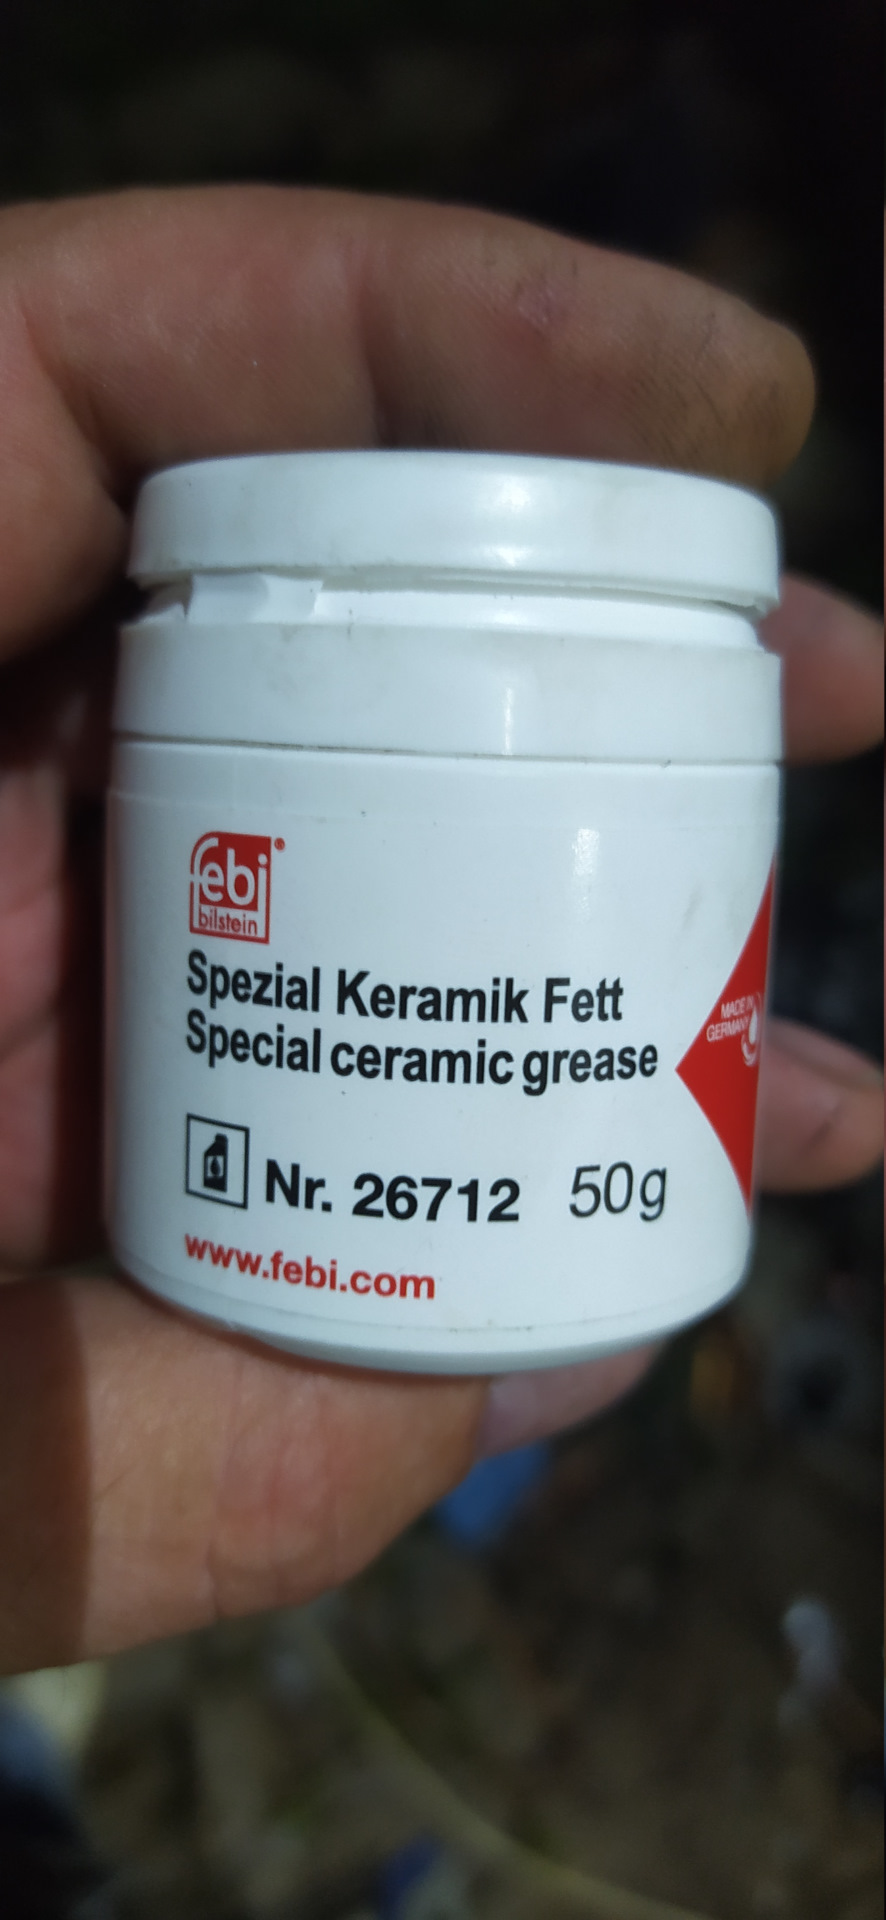 febi®
bilstein
Spezial Keramik Fett
Special ceramic grease
MADE IN
GERMANY
Nr. 26712 50g
www.febi.com